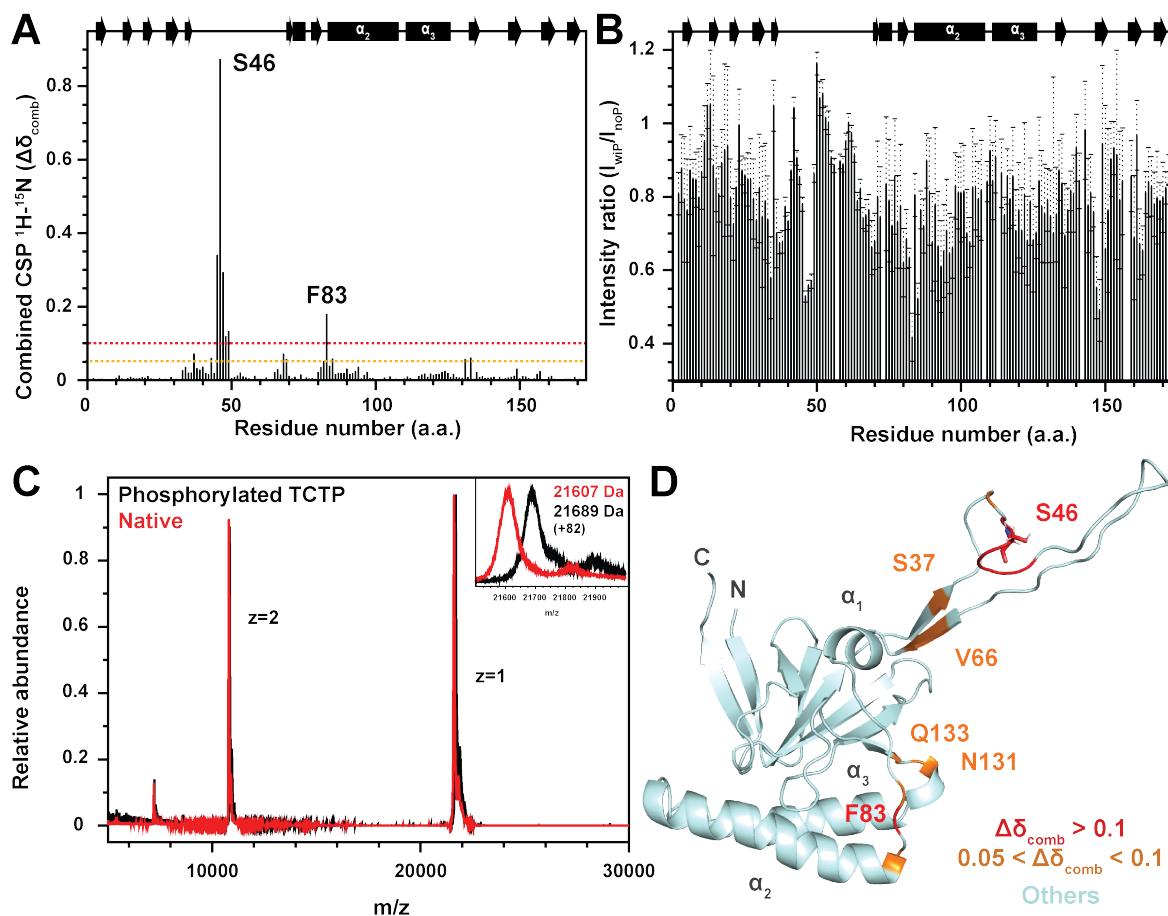 A
α2
α3
Combined CSP ¹H-¹⁵N (Δδcomb)
0.8
0.6
0.4
0.2
0
S46
F83
0
50
100
150
Residue number (a.a.)
B
α2
α3
Intensity ratio (IwiP/InoP)
1.2
1
0.8
0.6
0.4
0
50
100
150
Residue number (a.a.)
C
Phosphorylated TCTP
Native
Relative abundance
1
0.8
0.6
0.4
0.2
0
z=2
z=1
21607 Da
21689 Da
(+82)
21600
21700
21800
21900
m/z
10000
20000
30000
m/z
D
S46
S37
C
N
α1
V66
Q133
N131
α3
F83
α2
Δδcomb > 0.1
0.05 < Δδcomb < 0.1
Others